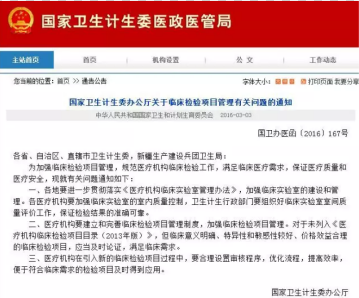 国家卫生计生委医政医管局
主站首页 首页 机构设置 公文 工作动态
您当前的位置：首页 >> 通告公告 字体大小： 打印页面 我要分享
国家卫生计生委办公厅关于临床检验项目管理有关问题的通知
中华人民共和国国家卫生和计划生育委员会 2016-03-03
国卫办医函〔2016〕167号
各省、自治区、直辖市卫生计生委，新疆生产建设兵团卫生局：
为加强临床检验项目管理，规范医疗机构临床检验工作，满足临床医疗需求，保证医疗质量和
医疗安全，现就有关问题通知如下：
一、各地要进一步贯彻落实《医疗机构临床实验室管理办法》，加强临床实验室的建设和管
理。各医疗机构要加强临床实验室的室内质量控制，卫生计生行政部门要组织好临床实验室室间质
量评价工作，保证检验结果的准确可靠。
二、医疗机构要建立和完善临床检验项目管理制度，加强临床检验项目管理。对于未列入《医
疗机构临床检验项目目录（2013年版）》，但临床意义明确、特异性和敏感性较好、价格效益合理
的临床检验项目，应当及时论证，满足临床需求。
三、医疗机构在引入新的临床检验项目过程中，要合理设置审核程序，优化流程，提高效率，
便于符合临床需求的检验项目及时得到应用。
国家卫生计生委办公厅